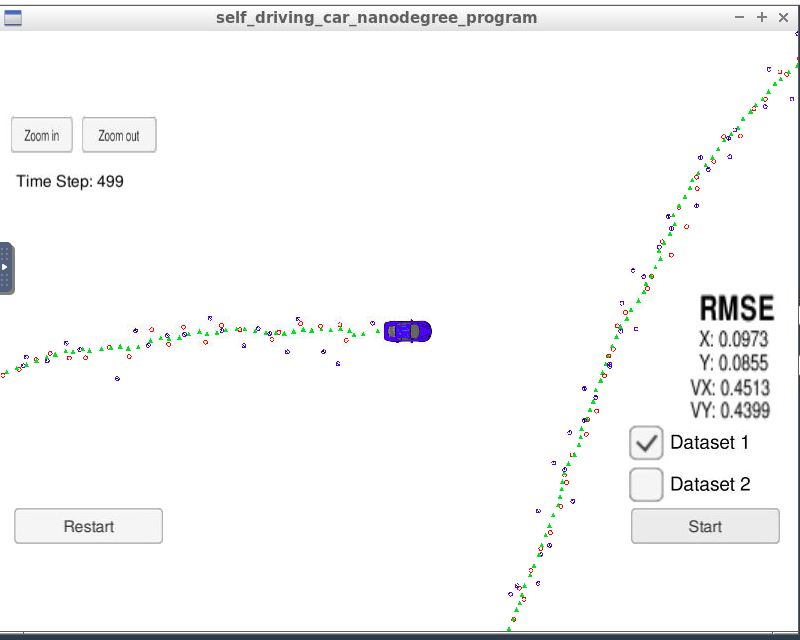 self_driving_car_nanodegree_program
Zoom in
Zoom out
Time Step: 499
RMSE
X: 0.0973
Y: 0.0855
VX: 0.4513
VY: 0.4399
Dataset 1
Dataset 2
Restart
Start